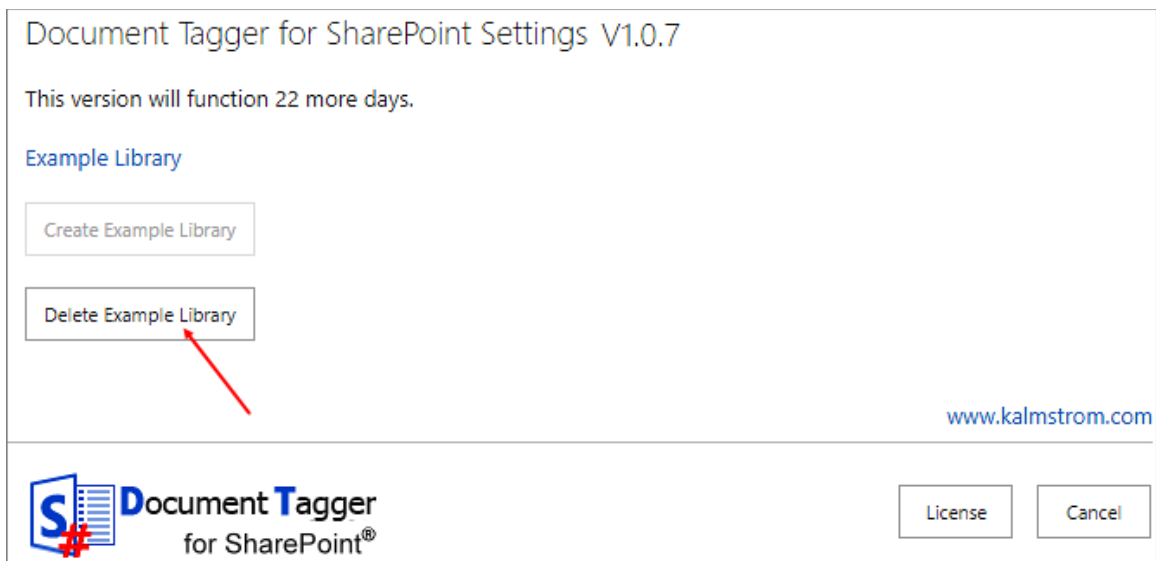 Document Tagger for SharePoint Settings V1.0.7
This version will function 22 more days.
Example Library
Create Example Library
Delete Example Library
www.kalmstrom.com
S
#
Document Tagger
for SharePoint®
License
Cancel